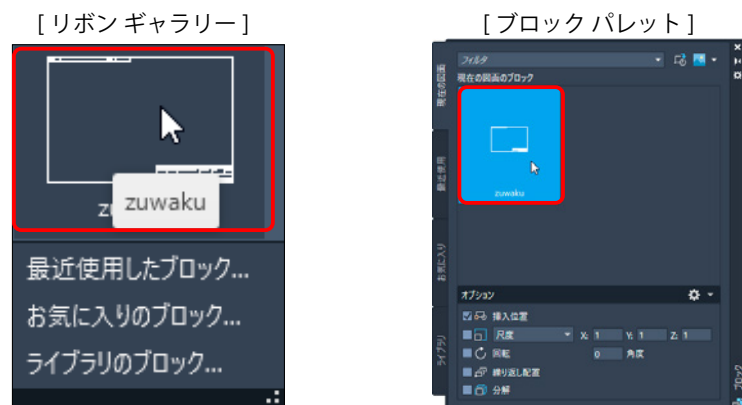 [ リボン ギャラリー ]
zuwaku
最近使用したブロック...
お気に入りのブロック...
ライブラリのブロック...
[ ブロック パレット ]
フィルタ
現在の図面のブロック
zuwaku
現在の図面
最近使用
お気に入り
ライブラリ
オプション
挿入位置
尺度 X: 1 Y: 1 Z: 1
回転 0 角度
繰り返し配置
分解
ブロック